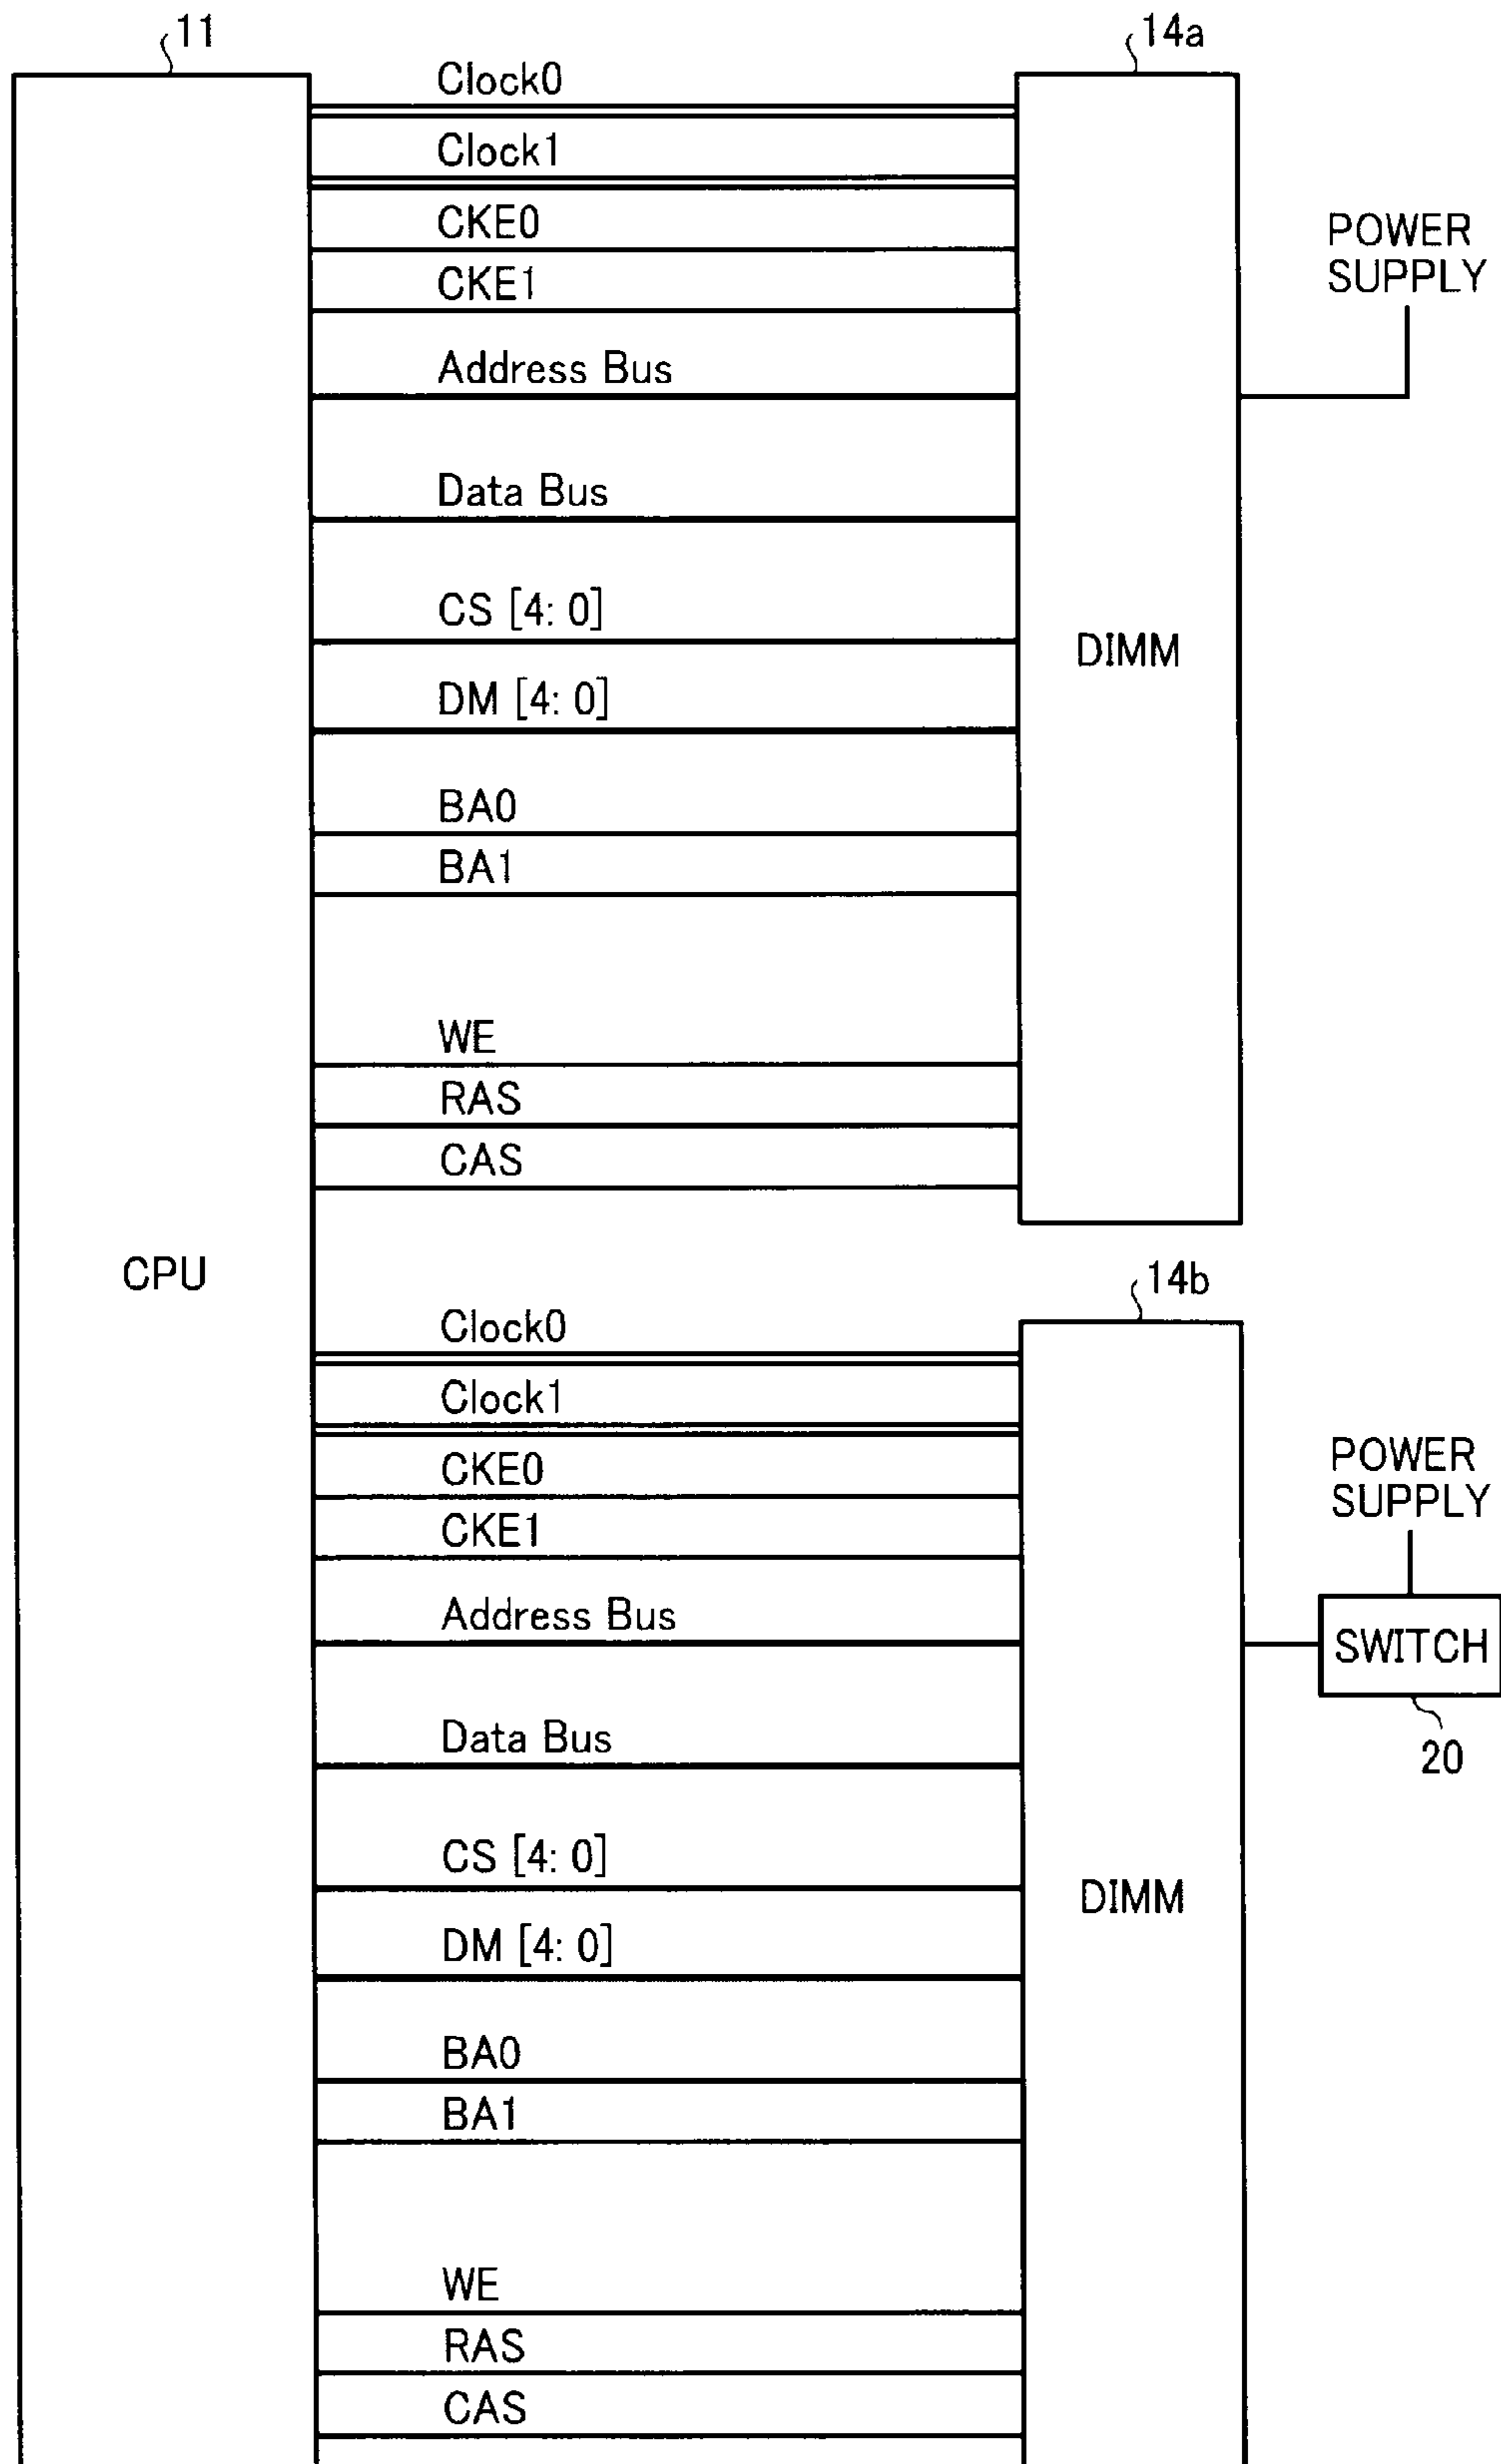 11
14a
Clock0
Clock1
CKE0
CKE1
Address Bus
Data Bus
CS [4: 0]
DM [4: 0]
BA0
BA1
WE
RAS
CAS
DIMM
POWER
SUPPLY
CPU
14b
Clock0
Clock1
CKE0
CKE1
Address Bus
Data Bus
CS [4: 0]
DM [4: 0]
BA0
BA1
WE
RAS
CAS
DIMM
POWER
SUPPLY
SWITCH
20